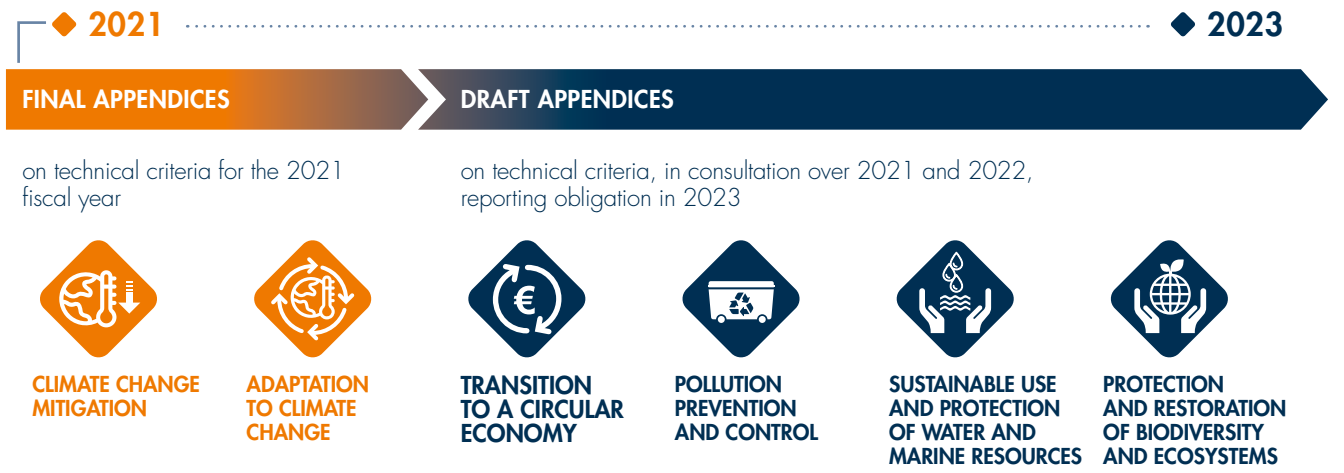 2021
2023
FINAL APPENDICES
DRAFT APPENDICES
on technical criteria for the 2021
fiscal year
on technical criteria, in consultation over 2021 and 2022,
reporting obligation in 2023
€
CLIMATE CHANGE
MITIGATION
ADAPTATION
TO CLIMATE
CHANGE
TRANSITION
TO A CIRCULAR
ECONOMY
POLLUTION
PREVENTION
AND CONTROL
SUSTAINABLE USE
AND PROTECTION
OF WATER AND
MARINE RESOURCES
PROTECTION
AND RESTORATION
OF BIODIVERSITY
AND ECOSYSTEMS